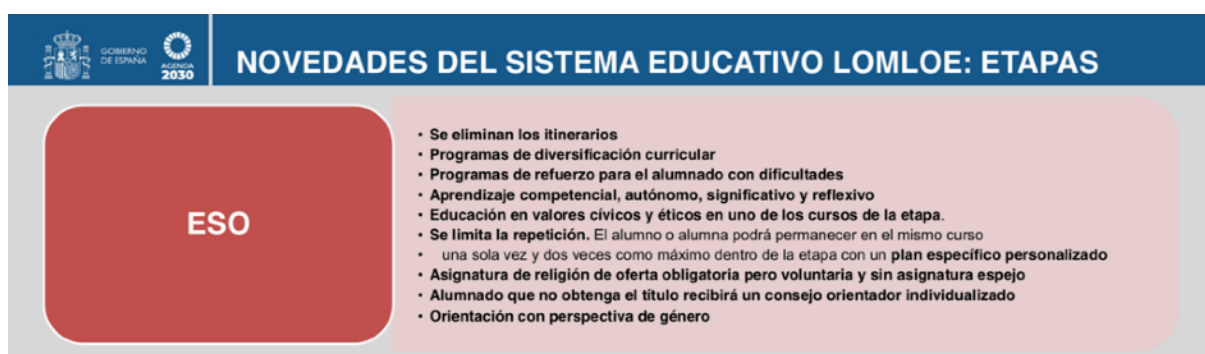 GOBIERNO
DE ESPAÑA
AGENDA
2030
NOVEDADES DEL SISTEMA EDUCATIVO LOMLOE: ETAPAS
ESO
• Se eliminan los itinerarios
• Programas de diversificación curricular
• Programas de refuerzo para el alumnado con dificultades
• Aprendizaje competencial, autónomo, significativo y reflexivo
• Educación en valores cívicos y éticos en uno de los cursos de la etapa.
• Se limita la repetición. El alumno o alumna podrá permanecer en el mismo curso
• una sola vez y dos veces como máximo dentro de la etapa con un plan específico personalizado
• Asignatura de religión de oferta obligatoria pero voluntaria y sin asignatura espejo
• Alumnado que no obtenga el título recibirá un consejo orientador individualizado
• Orientación con perspectiva de género